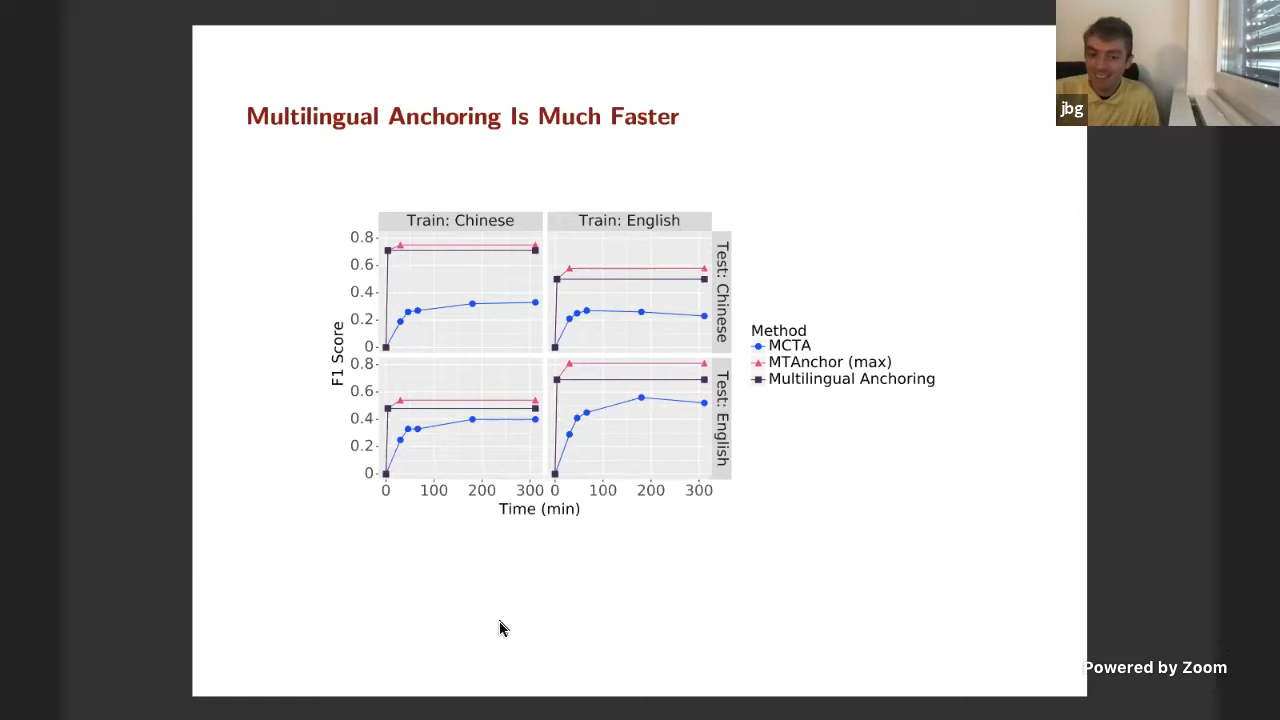 jbg
Multilingual Anchoring Is Much Faster
Train: Chinese Train: English
0.8
0.6
0.4
0.2
0
Test: Chinese
0.8
0.6
0.4
0.2
0
Test: English
F1 Score
0 100 200 300 0 100 200 300
Time (min)
Method
MCTA
MTAnchor (max)
Multilingual Anchoring
Powered by Zoom